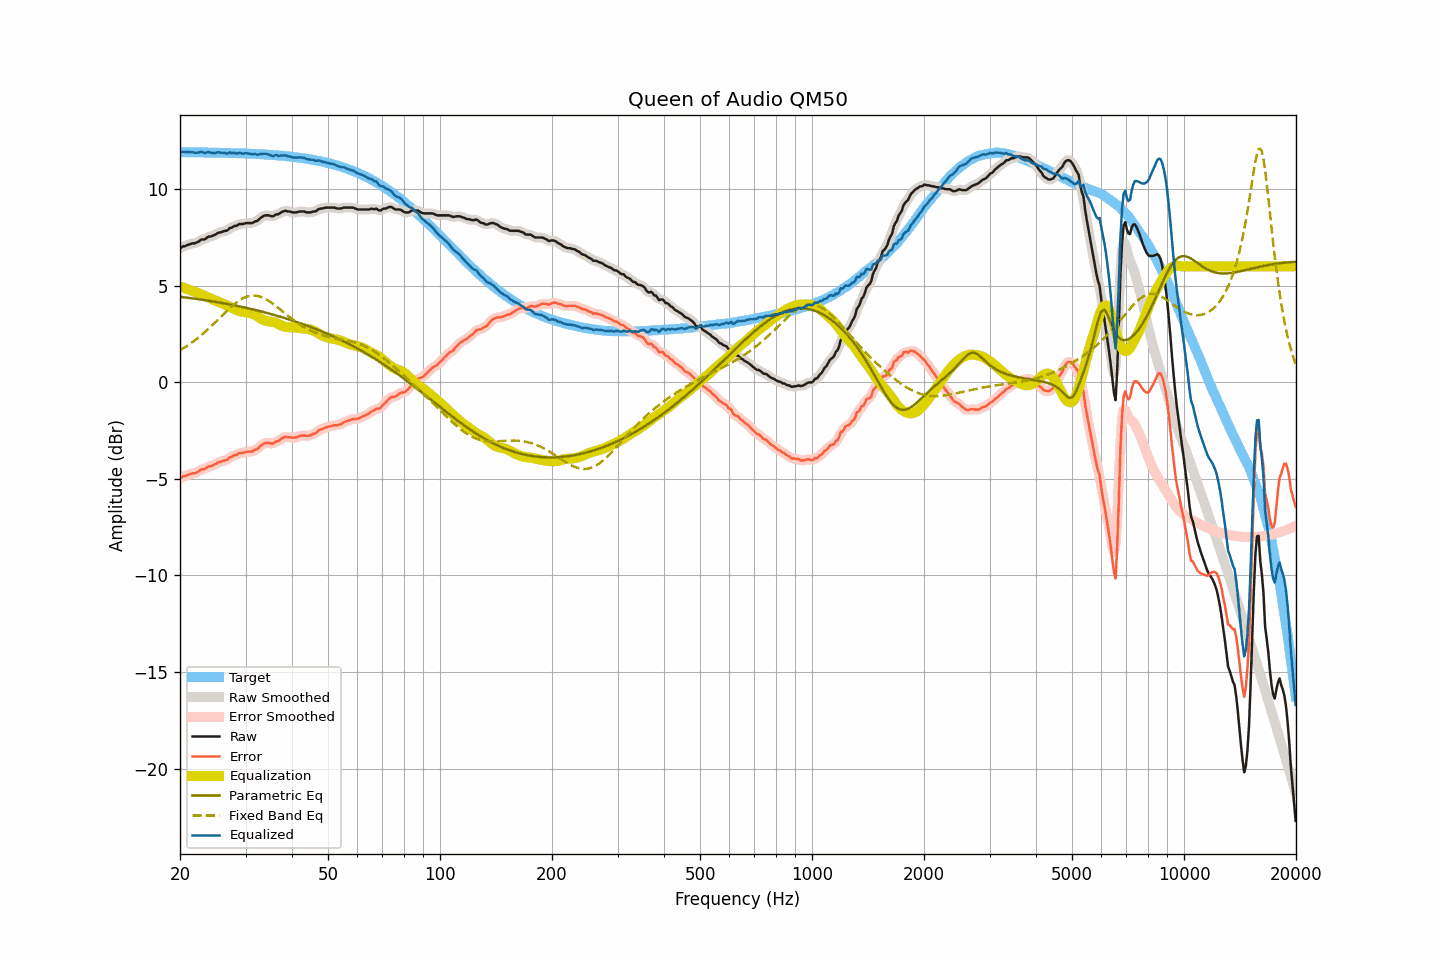 Queen of Audio QM50
Amplitude (dBr)
10
5
0
−5
−10
−15
−20
Target
Raw Smoothed
Error Smoothed
Raw
Error
Equalization
Parametric Eq
Fixed Band Eq
Equalized
20 50 100 200 500 1000 2000 5000 10000 20000
Frequency (Hz)